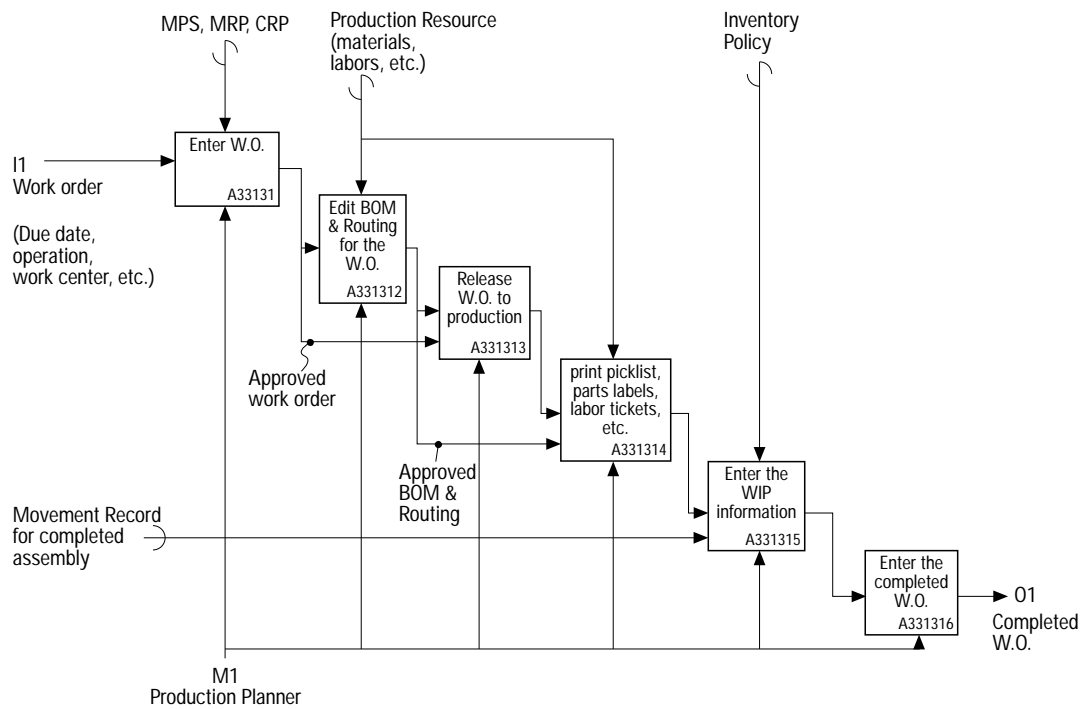 MPS, MRP, CRP
Production Resource
(materials,
labors, etc.)
Inventory
Policy
I1
Work order
(Due date,
operation,
work center, etc.)
Enter W.O.
A33131
Edit BOM
& Routing
for the
W.O.
A331312
Release
W.O. to
production
A331313
Approved
work order
print picklist,
parts labels,
labor tickets,
etc.
A331314
Approved
BOM &
Routing
Enter the
WIP
information
A331315
Movement Record
for completed
assembly
Enter the
completed
W.O.
A331316
O1
Completed
W.O.
M1
Production Planner